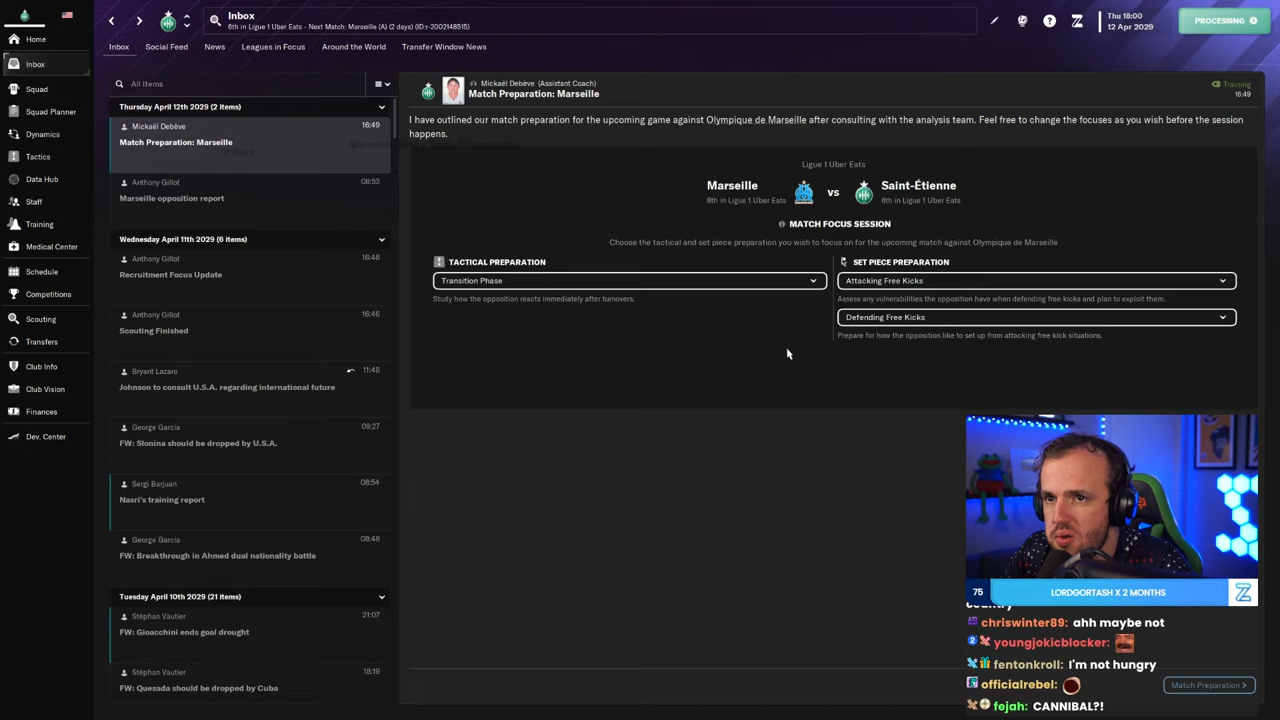 Inbox
6th in Ligue 1 Uber Eats - Next Match: Marseille (A) (2 days) (ID:r-2002148515)
Thu 18:00
12 Apr 2029
PROCESSING
Inbox
Social Feed
News
Leagues in Focus
Around the World
Transfer Window News
Home
Inbox
Squad
Squad Planner
Dynamics
Tactics
Data Hub
Staff
Training
Medical Center
Schedule
Competitions
Scouting
Transfers
Club Info
Club Vision
Finances
Dev. Center
All Items
Thursday April 12th 2029 (2 items)
Mickaël Debève
16:49
Match Preparation: Marseille
Anthony Gillot
08:53
Marseille opposition report
Wednesday April 11th 2029 (6 items)
Anthony Gillot
16:48
Recruitment Focus Update
Anthony Gillot
16:46
Scouting Finished
Bryant Lazaro
11:48
Johnson to consult U.S.A. regarding international future
George García
09:27
FW: Slonina should be dropped by U.S.A.
Sergi Barjuan
08:54
Nasri's training report
George García
08:48
FW: Breakthrough in Ahmed dual nationality battle
Tuesday April 10th 2029 (21 items)
Stéphan Vautier
21:07
FW: Gioacchini ends goal drought
Stéphan Vautier
18:19
FW: Quesada should be dropped by Cuba
Mickaël Debève (Assistant Coach)
Match Preparation: Marseille
Training
16:49
I have outlined our match preparation for the upcoming game against Olympique de Marseille after consulting with the analysis team. Feel free to change the focuses as you wish before the session
happens.
Ligue 1 Uber Eats
Marseille
8th in Ligue 1 Uber Eats
vs
Saint-Étienne
6th in Ligue 1 Uber Eats
MATCH FOCUS SESSION
Choose the tactical and set piece preparation you wish to focus on for the upcoming match against Olympique de Marseille
TACTICAL PREPARATION
Transition Phase
Study how the opposition reacts immediately after turnovers.
SET PIECE PREPARATION
Attacking Free Kicks
Assess any vulnerabilities the opposition have when defending free kicks and plan to exploit them.
Defending Free Kicks
Prepare for how the opposition like to set up from attacking free kick situations.
75
LORDGORTASH X 2 MONTHS
country
chriswinter89: ahh maybe not
youngjokicblocker:
fentonkroll: I'm not hungry
officialrebel:
fejah: CANNIBAL?!
Match Preparation